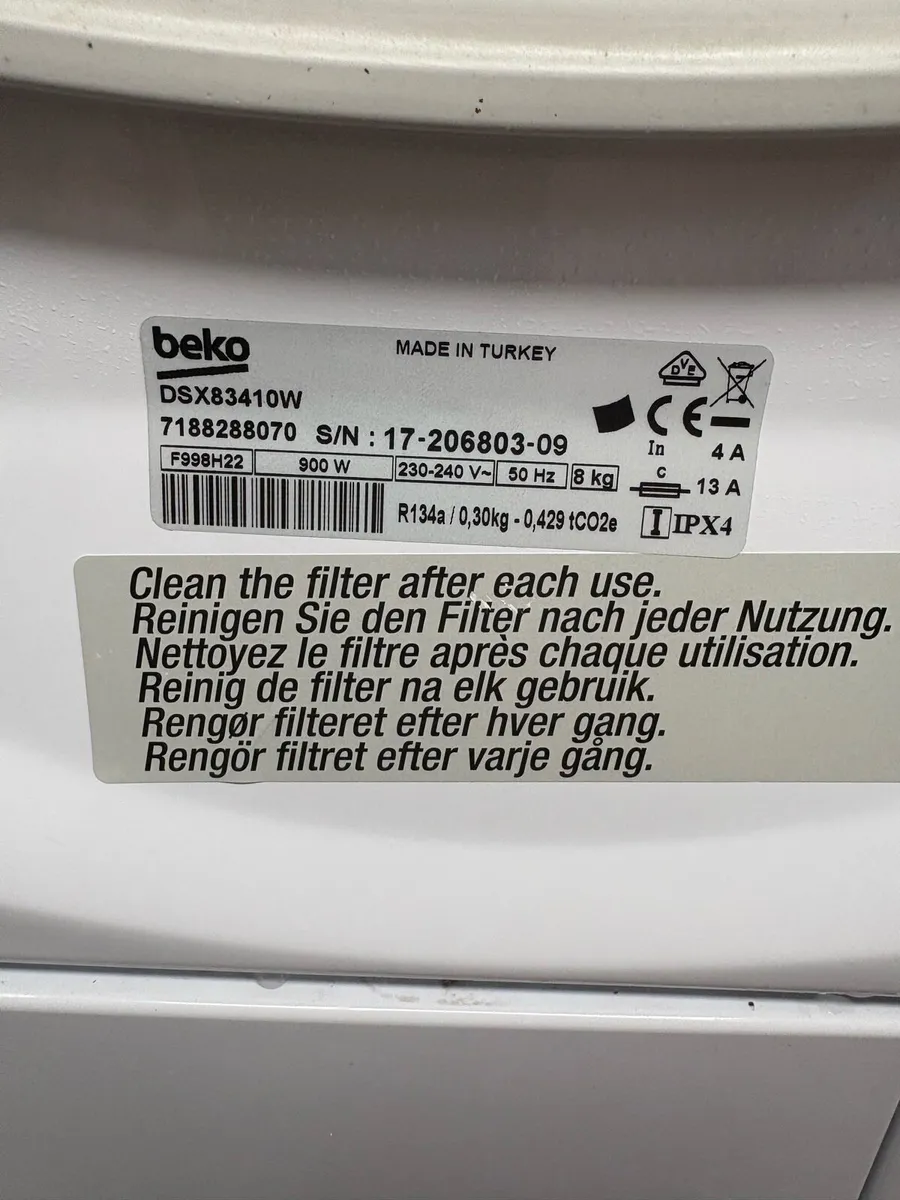 beko
MADE IN TURKEY
DVE
DSX83410W
CE
7188288070 S/N : 17-206803-09
In 4 A
F998H22 900 W 230-240 V~ 50 Hz 8 kg
c 13 A
R134a / 0,30kg - 0,429 tCO2e
I IPX4
Clean the filter after each use.
Reinigen Sie den Filter nach jeder Nutzung.
Nettoyez le filtre après chaque utilisation.
Reinig de filter na elk gebruik.
Rengør filteret efter hver gang.
Rengör filtret efter varje gång.